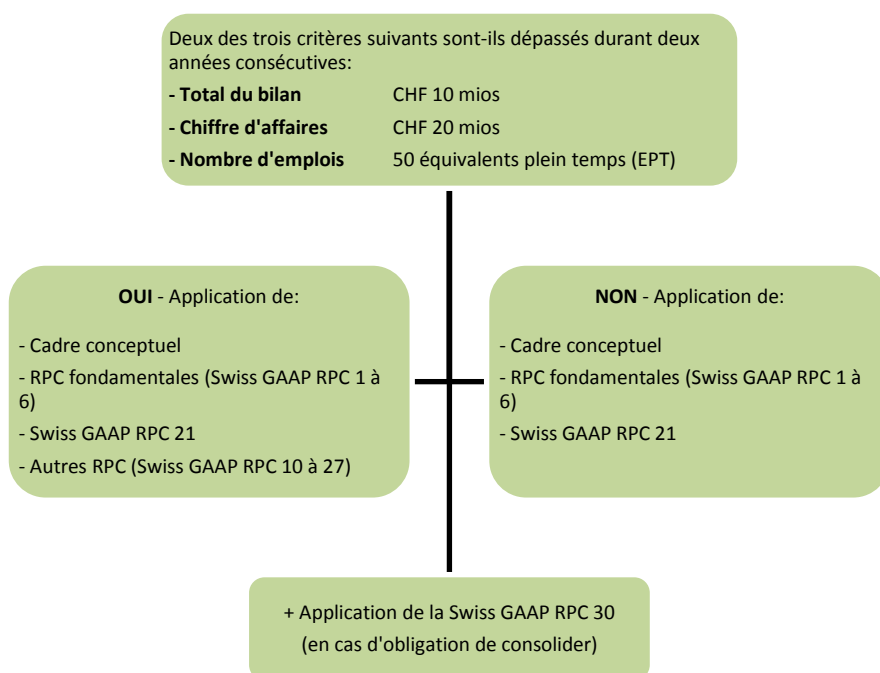 Deux des trois critères suivants sont-ils dépassés durant deux
années consécutives:
- Total du bilan CHF 10 mios
- Chiffre d'affaires CHF 20 mios
- Nombre d'emplois 50 équivalents plein temps (EPT)
OUI - Application de:
- Cadre conceptuel
- RPC fondamentales (Swiss GAAP RPC 1 à
6)
- Swiss GAAP RPC 21
- Autres RPC (Swiss GAAP RPC 10 à 27)
NON - Application de:
- Cadre conceptuel
- RPC fondamentales (Swiss GAAP RPC 1 à
6)
- Swiss GAAP RPC 21
+ Application de la Swiss GAAP RPC 30
(en cas d'obligation de consolider)